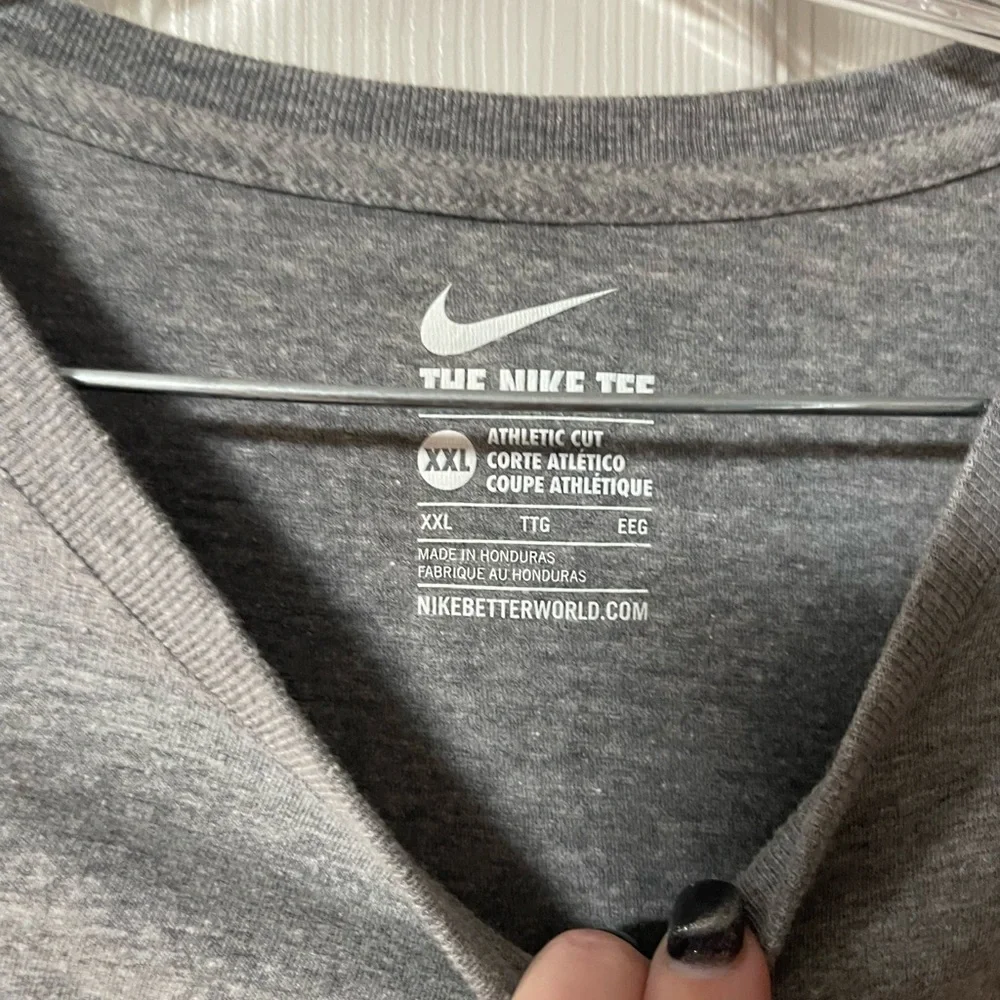 THE NIKE TEE
XXL
ATHLETIC CUT
CORTE ATLÉTICO
COUPE ATHLÉTIQUE
XXL TTG EEG
MADE IN HONDURAS
FABRIQUE AU HONDURAS
NIKEBETTERWORLD.COM